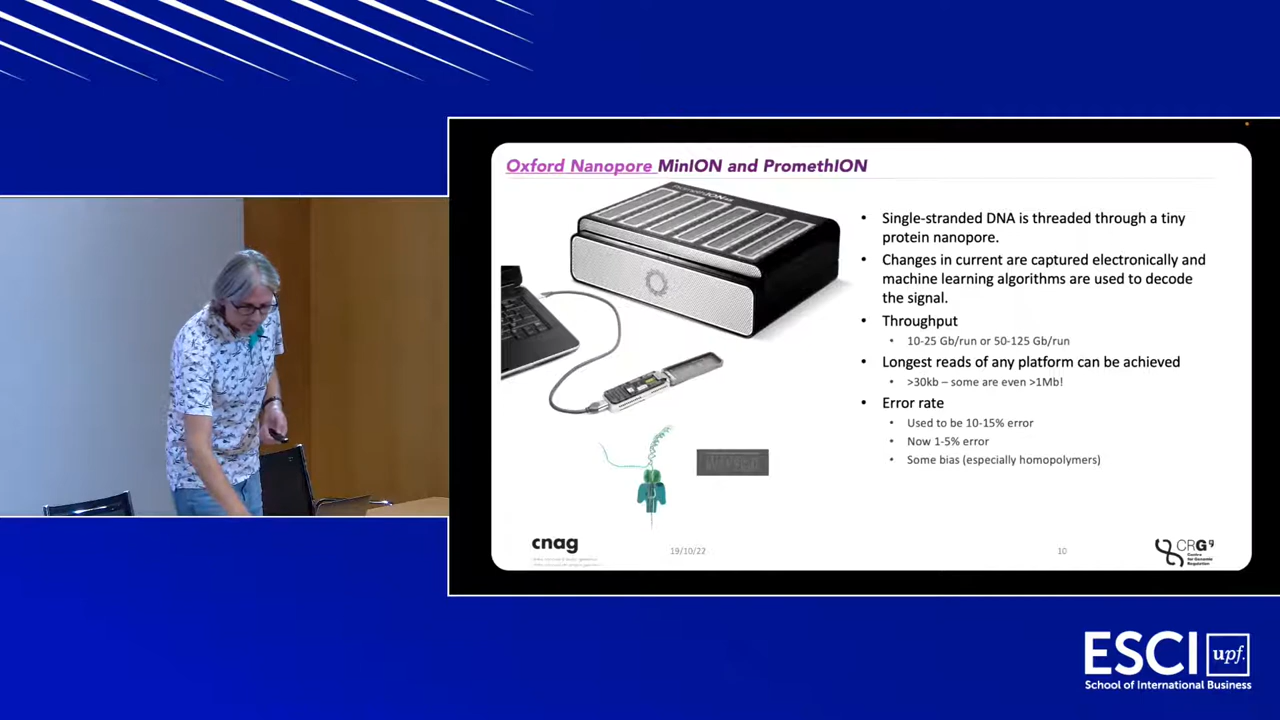 Oxford Nanopore MinION and PromethION
• Single-stranded DNA is threaded through a tiny
protein nanopore.
• Changes in current are captured electronically and
machine learning algorithms are used to decode
the signal.
• Throughput
• 10-25 Gb/run or 50-125 Gb/run
• Longest reads of any platform can be achieved
• >30kb – some are even >1Mb!
• Error rate
• Used to be 10-15% error
• Now 1-5% error
• Some bias (especially homopolymers)
cnag
19/10/22
10
CRG
Centre
for Genomic
Regulation
ESCI upf.
School of International Business